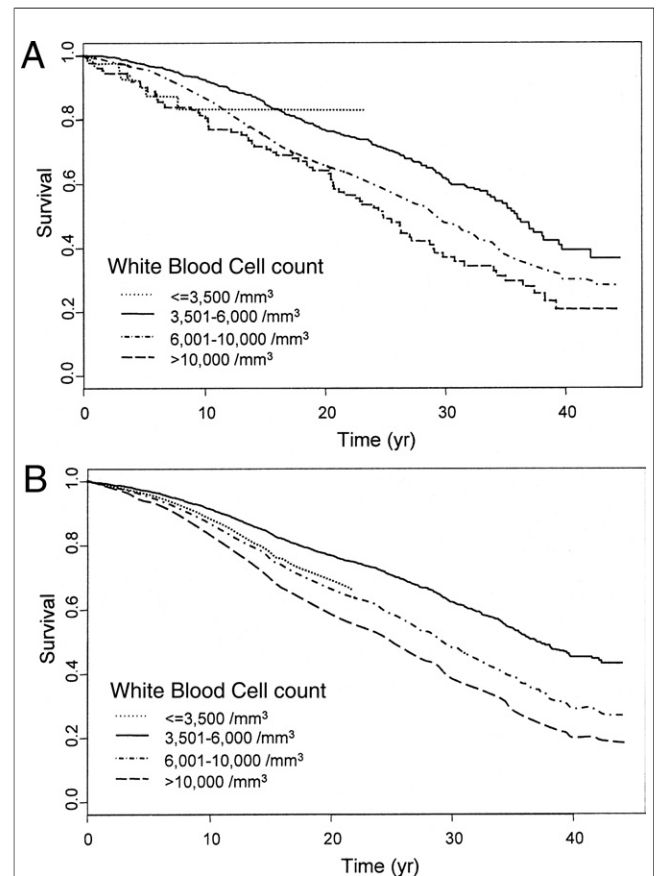 A
1.0
0.8
0.6
0.4
0.2
0.0
Survival
White Blood Cell count
<=3,500 /mm³
3,501-6,000 /mm³
6,001-10,000 /mm³
>10,000 /mm³
0 10 20 30 40
Time (yr)
B
1.0
0.8
0.6
0.4
0.2
0.0
Survival
White Blood Cell count
<=3,500 /mm³
3,501-6,000 /mm³
6,001-10,000 /mm³
>10,000 /mm³
0 10 20 30 40
Time (yr)